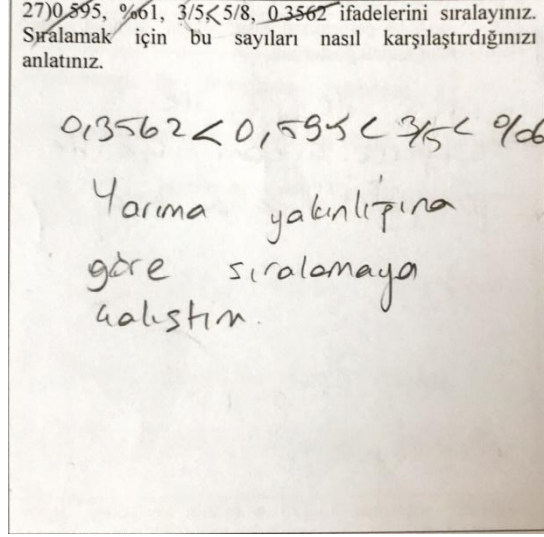 27)0,595, %61, 3/5<5/8, 0.3562 ifadelerini sıralayınız.
Sıralamak için bu sayıları nasıl karşılaştırdığınızı
anlatınız.
0,3562 < 0,595 < 3/5 < %6
Yarıma yakınlığına
göre sıralamaya
çalıştım.